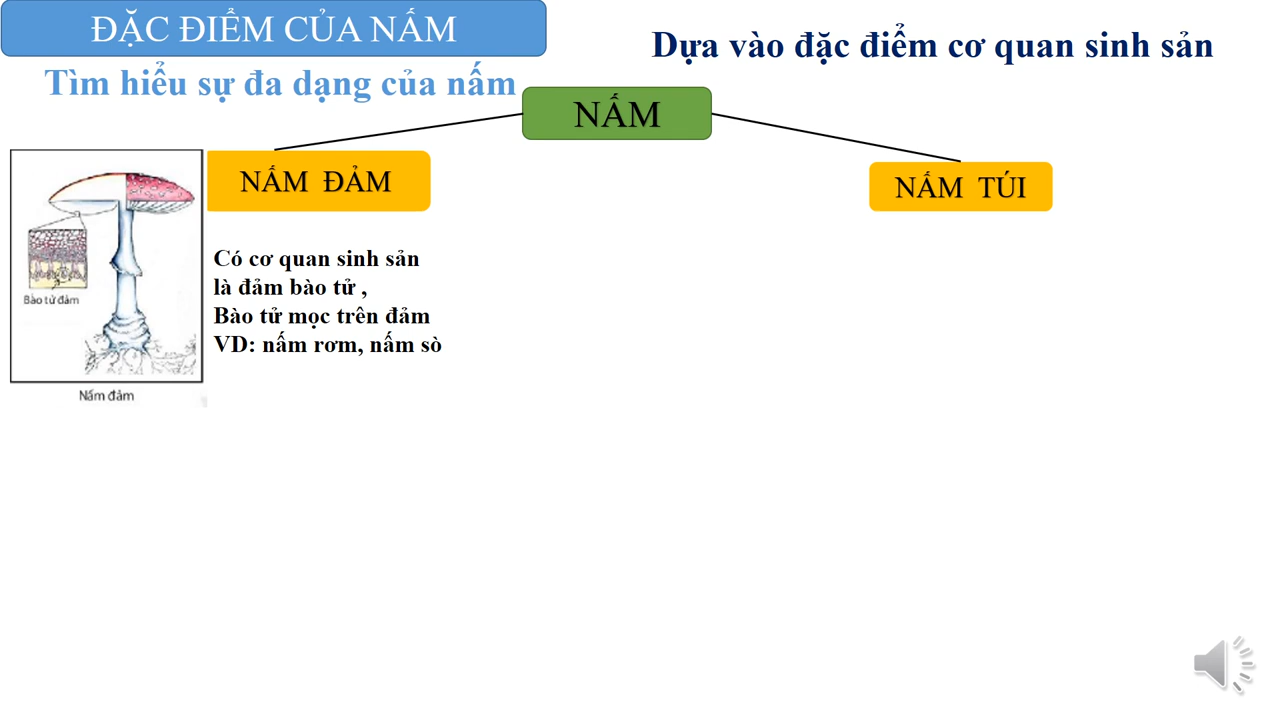 ĐẶC ĐIỂM CỦA NẤM
Dựa vào đặc điểm cơ quan sinh sản
Tìm hiểu sự đa dạng của nấm
NẤM
NẤM ĐẢM
NẤM TÚI
Có cơ quan sinh sản
là đảm bào tử ,
Bào tử mọc trên đảm
VD: nấm rơm, nấm sò
Bào tử đảm
Nấm đảm